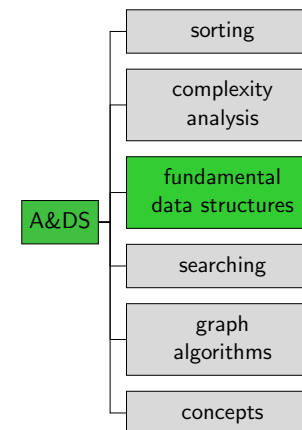 sorting
complexity
analysis
fundamental
data structures
A&DS
searching
graph
algorithms
concepts